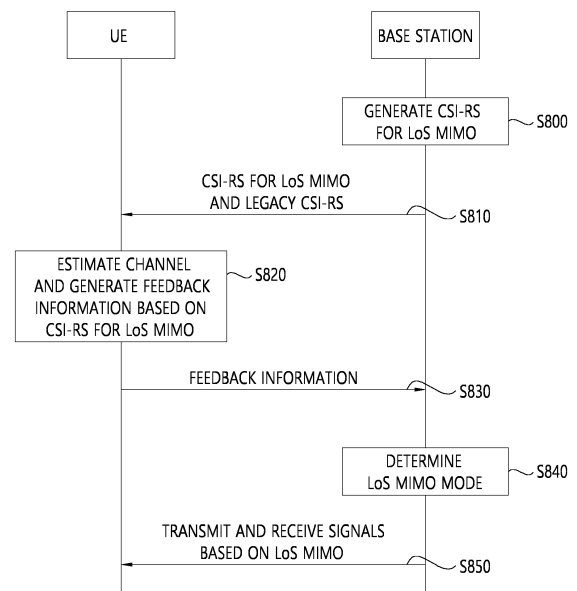 UE
BASE STATION
GENERATE CSI-RS
FOR LoS MIMO
S800
CSI-RS FOR LoS MIMO
AND LEGACY CSI-RS
S810
ESTIMATE CHANNEL
AND GENERATE FEEDBACK
INFORMATION BASED ON
CSI-RS FOR LoS MIMO
S820
FEEDBACK INFORMATION
S830
DETERMINE
LoS MIMO MODE
S840
TRANSMIT AND RECEIVE SIGNALS
BASED ON LoS MIMO
S850